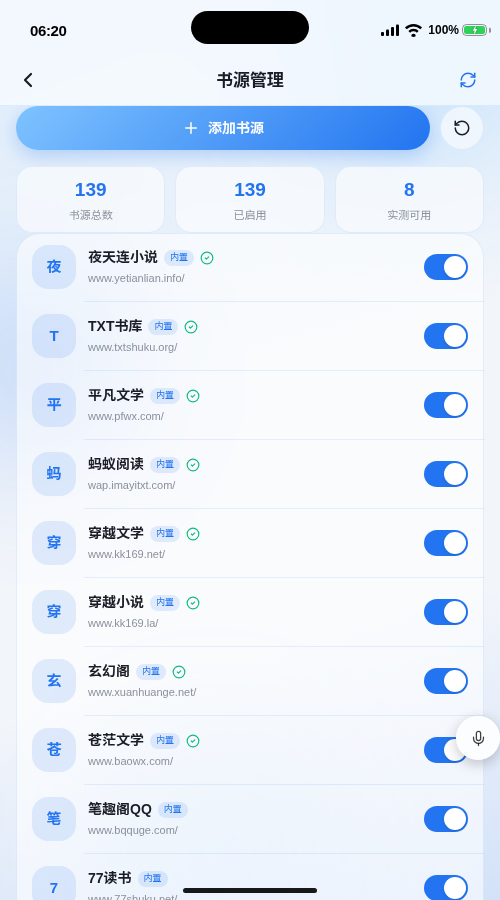 06:20
100%
书源管理
添加书源
139
书源总数
139
已启用
8
实测可用
夜
夜天连小说 内置
www.yetianlian.info/
T
TXT书库 内置
www.txtshuku.org/
平
平凡文学 内置
www.pfwx.com/
蚂
蚂蚁阅读 内置
wap.imayitxt.com/
穿
穿越文学 内置
www.kk169.net/
穿
穿越小说 内置
www.kk169.la/
玄
玄幻阁 内置
www.xuanhuange.net/
苍
苍茫文学 内置
www.baowx.com/
笔
笔趣阁QQ 内置
www.bqquge.com/
7
77读书 内置
www.77shuku.net/